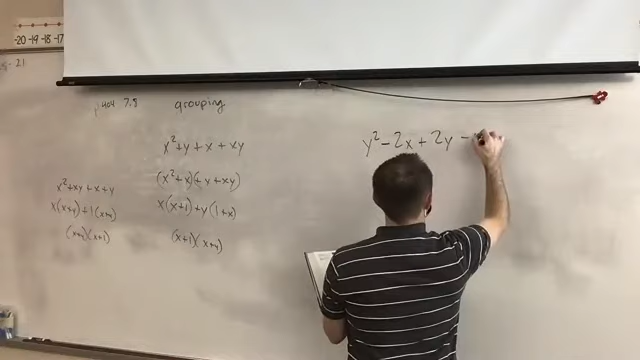 -20 -19 -18 -17
- 21
7.8 grouping
x² + y + x + xy
(x² + x)(+ y + xy)
x(x+1) + y(1+x)
(x+1)(x+y)
x² + xy + x + y
x(x+y) + 1(x+y)
(x+y)(x+1)
y² - 2x + 2y -